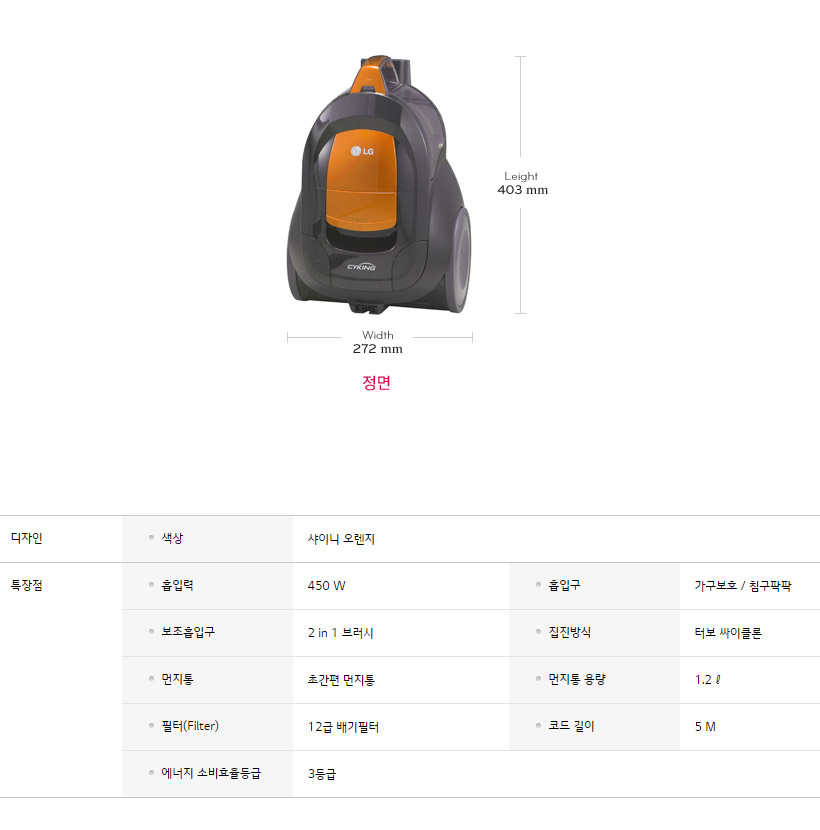 LG
CYKING
Leight
403 mm
Width
272 mm
정면
디자인 색상 샤이니 오렌지
특장점 흡입력 450 W 흡입구 가구보호 / 침구팍팍
보조흡입구 2 in 1 브러시 집진방식 터보 싸이클론
먼지통 초간편 먼지통 먼지통 용량 1.2 ℓ
필터(Filter) 12급 배기필터 코드 길이 5 M
에너지 소비효율등급 3등급